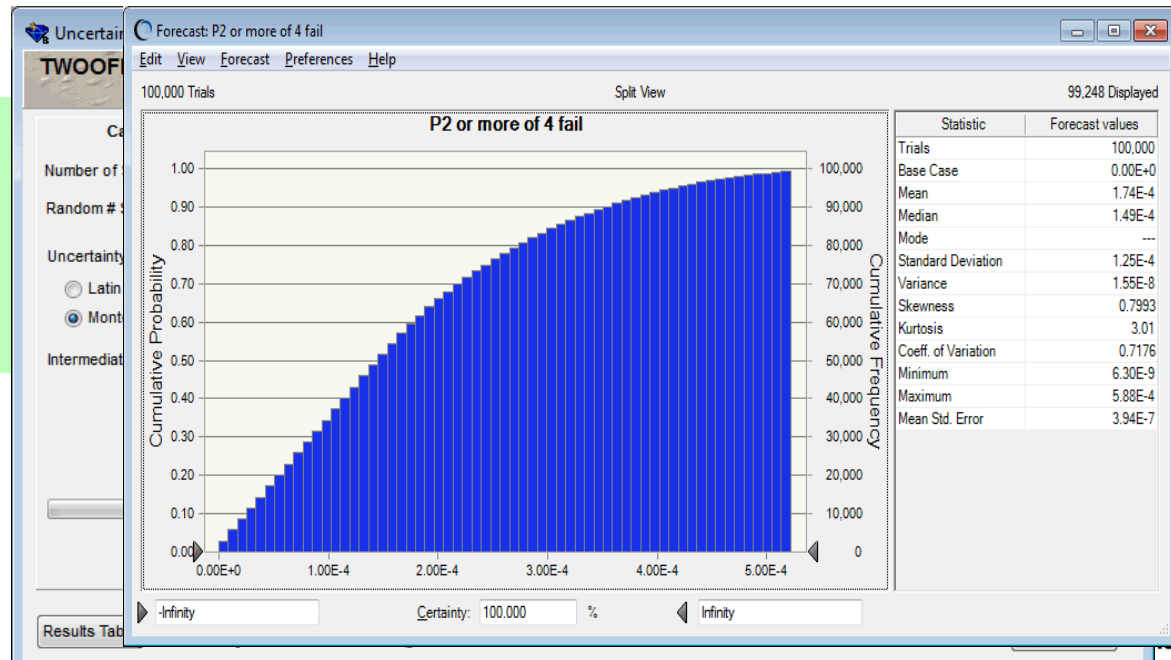 Uncertain
TWOOF
Ca
Number of
Random #
Uncertainty
Latin
Mont
Intermediat
Results Tab
Forecast: P2 or more of 4 fail
Edit View Forecast Preferences Help
100,000 Trials Split View 99,248 Displayed
P2 or more of 4 fail
Cumulative Probability
1.00
0.90
0.80
0.70
0.60
0.50
0.40
0.30
0.20
0.10
0.00
0.00E+0 1.00E-4 2.00E-4 3.00E-4 4.00E-4 5.00E-4
100,000
90,000
80,000
70,000
60,000
50,000
40,000
30,000
20,000
10,000
0
Cumulative Frequency
Statistic Forecast values
Trials 100,000
Base Case 0.00E+0
Mean 1.74E-4
Median 1.49E-4
Mode ---
Standard Deviation 1.25E-4
Variance 1.55E-8
Skewness 0.7993
Kurtosis 3.01
Coeff. of Variation 0.7176
Minimum 6.30E-9
Maximum 5.88E-4
Mean Std. Error 3.94E-7
-Infinity Certainty: 100.000 % Infinity